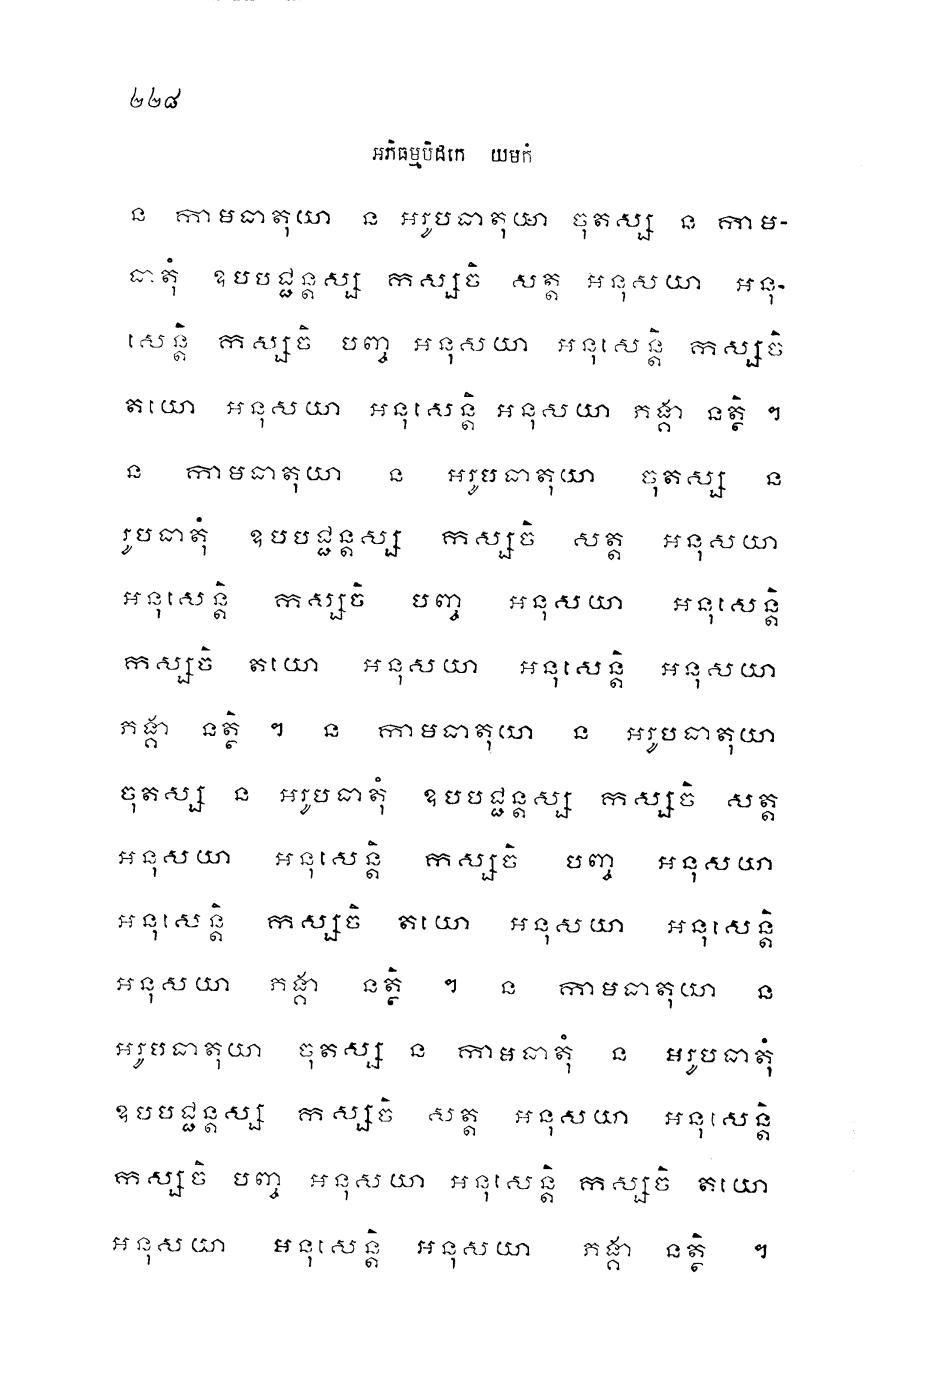 ២២៨
អភិធម្មបិដកេ យមកំ
ន កាមធាតុយា ន អរូបធាតុយា ចុតស្ស ន កាម-
ធាតុំ ឧបបជ្ជន្តស្ស កស្សចិ សត្ត អនុសយា អនុ-
សេន្តិ កស្សចិ បញ្ច អនុសយា អនុសេន្តិ កស្សចិ
តយោ អនុសយា អនុសេន្តិ អនុសយា ភង្គា នត្ថិ ។
ន កាមធាតុយា ន អរូបធាតុយា ចុតស្ស ន
រូបធាតុំ ឧបបជ្ជន្តស្ស កស្សចិ សត្ត អនុសយា
អនុសេន្តិ កស្សចិ បញ្ច អនុសយា អនុសេន្តិ
កស្សចិ តយោ អនុសយា អនុសេន្តិ អនុសយា
ភង្គា នត្ថិ ។ ន កាមធាតុយា ន អរូបធាតុយា
ចុតស្ស ន អរូបធាតុំ ឧបបជ្ជន្តស្ស កស្សចិ សត្ត
អនុសយា អនុសេន្តិ កស្សចិ បញ្ច អនុសយា
អនុសេន្តិ កស្សចិ តយោ អនុសយា អនុសេន្តិ
អនុសយា ភង្គា នត្ថិ ។ ន កាមធាតុយា ន
អរូបធាតុយា ចុតស្ស ន កាមធាតុំ ន អរូបធាតុំ
ឧបបជ្ជន្តស្ស កស្សចិ សត្ត អនុសយា អនុសេន្តិ
កស្សចិ បញ្ច អនុសយា អនុសេន្តិ កស្សចិ តយោ
អនុសយា អនុសេន្តិ អនុសយា ភង្គា នត្ថិ ។